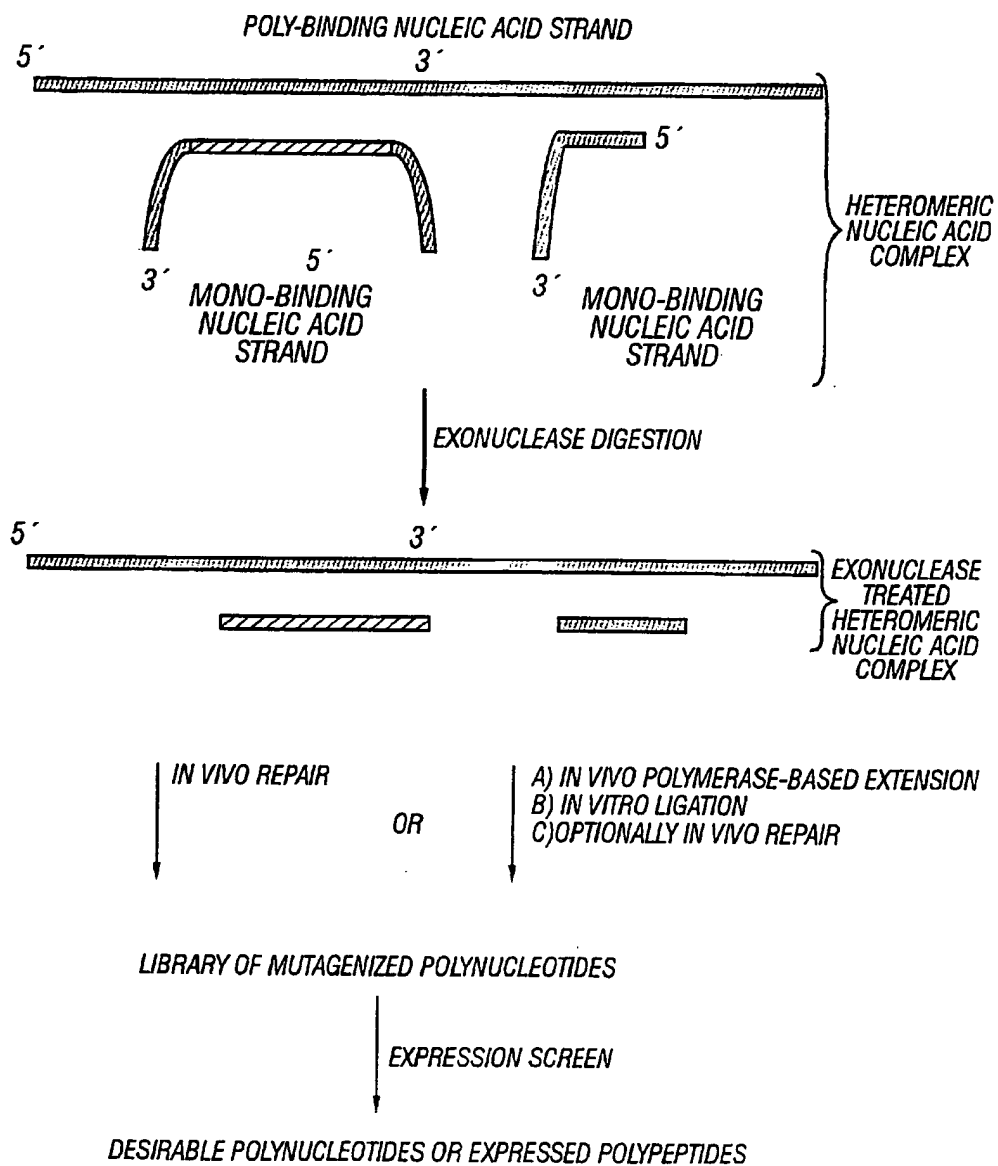 POLY-BINDING NUCLEIC ACID STRAND
5´
3´
5´
3´
5´
MONO-BINDING
NUCLEIC ACID
STRAND
3´
MONO-BINDING
NUCLEIC ACID
STRAND
HETEROMERIC
NUCLEIC ACID
COMPLEX
EXONUCLEASE DIGESTION
5´
3´
EXONUCLEASE
TREATED
HETEROMERIC
NUCLEIC ACID
COMPLEX
IN VIVO REPAIR
OR
A) IN VIVO POLYMERASE-BASED EXTENSION
B) IN VITRO LIGATION
C)OPTIONALLY IN VIVO REPAIR
LIBRARY OF MUTAGENIZED POLYNUCLEOTIDES
EXPRESSION SCREEN
DESIRABLE POLYNUCLEOTIDES OR EXPRESSED POLYPEPTIDES